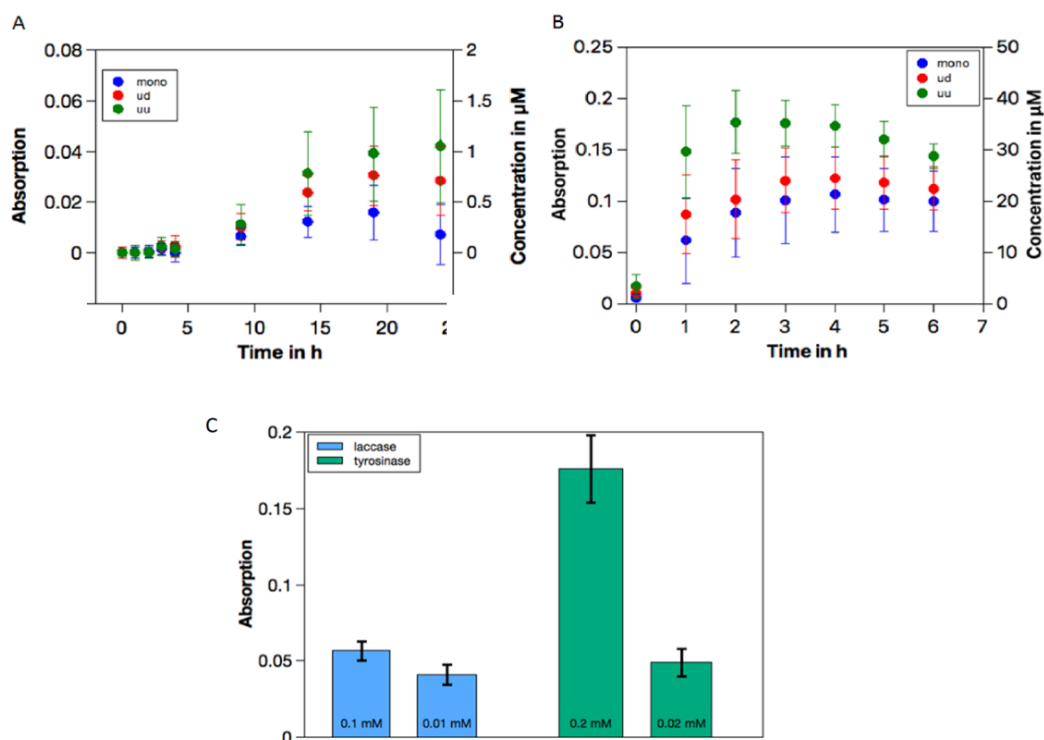 A
0.08
0.06
0.04
0.02
0
Absorption
mono
ud
uu
2
1.5
1
0.5
0
Concentration in µM
0 5 10 15 20
Time in h
B
0.25
0.2
0.15
0.1
0.05
0
Absorption
mono
ud
uu
50
40
30
20
10
0
Concentration in µM
0 1 2 3 4 5 6 7
Time in h
C
0.2
0.15
0.1
0.05
0
Absorption
laccase
tyrosinase
0.1 mM 0.01 mM 0.2 mM 0.02 mM